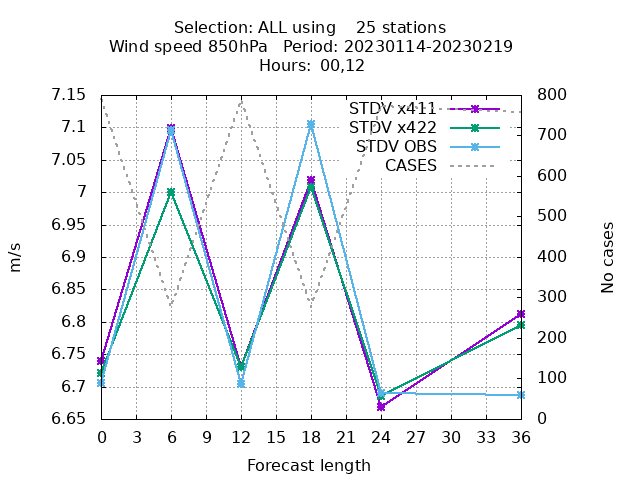 Selection: ALL using    25 stations
Wind speed 850hPa   Period: 20230114-20230219
Hours: 00,12
STDV x411
STDV x422
STDV OBS
CASES
m/s
7.15
7.1
7.05
7
6.95
6.9
6.85
6.8
6.75
6.7
6.65
800
700
600
500
400
300
200
100
0
No cases
0 3 6 9 12 15 18 21 24 27 30 33 36
Forecast length